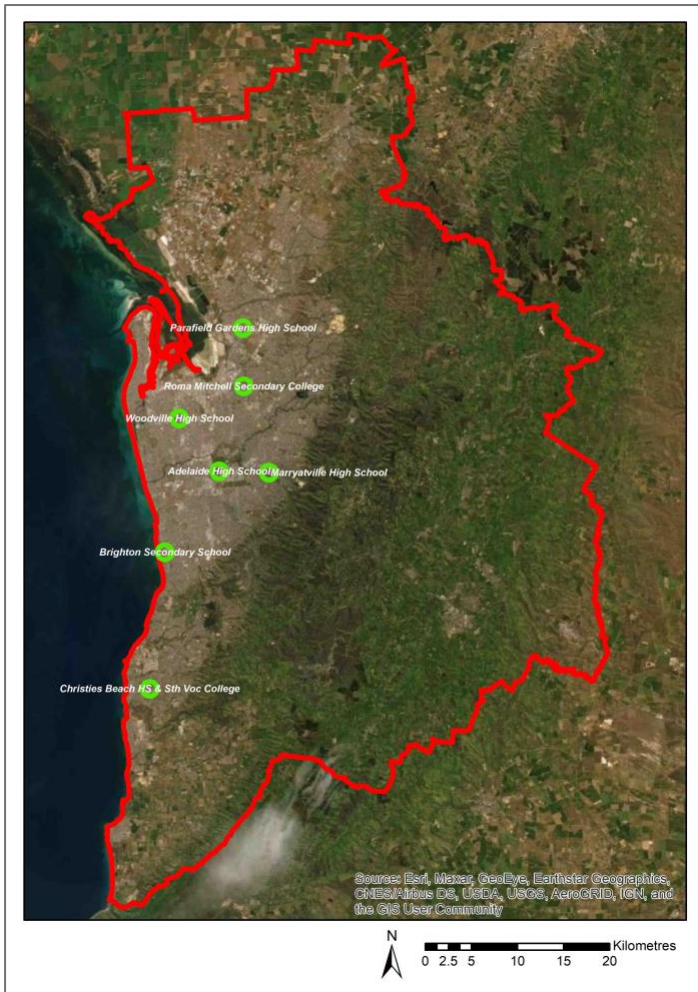 Parafield Gardens High School
Roma Mitchell Secondary College
Woodville High School
Adelaide High School
Marryatville High School
Brighton Secondary School
Christies Beach HS & Sth Voc College
Source: Esri, Maxar, GeoEye, Earthstar Geographics,
CNES/Airbus DS, USDA, USGS, AeroGRID, IGN, and
the GIS User Community
N
Kilometres
0 2.5 5 10 15 20